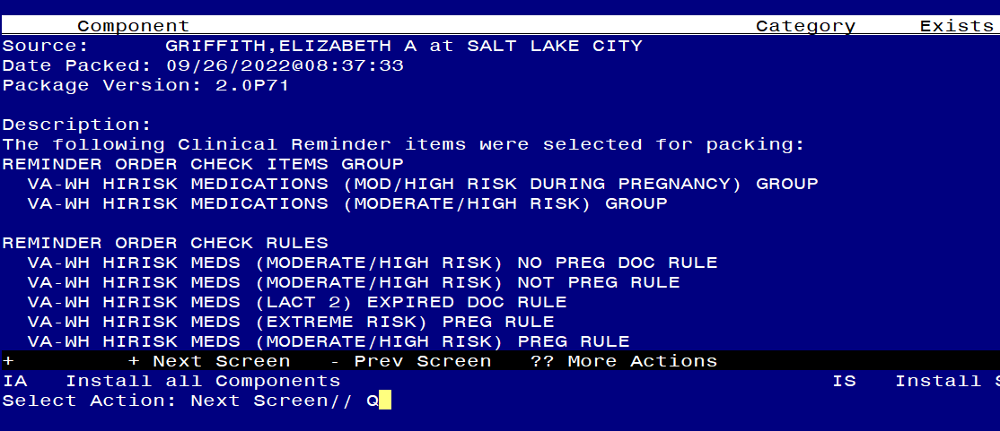 Component Category Exists
Source: GRIFFITH,ELIZABETH A at SALT LAKE CITY
Date Packed: 09/26/2022@08:37:33
Package Version: 2.0P71
Description:
The following Clinical Reminder items were selected for packing:
REMINDER ORDER CHECK ITEMS GROUP
VA-WH HIRISK MEDICATIONS (MOD/HIGH RISK DURING PREGNANCY) GROUP
VA-WH HIRISK MEDICATIONS (MODERATE/HIGH RISK) GROUP
REMINDER ORDER CHECK RULES
VA-WH HIRISK MEDS (MODERATE/HIGH RISK) NO PREG DOC RULE
VA-WH HIRISK MEDS (MODERATE/HIGH RISK) NOT PREG RULE
VA-WH HIRISK MEDS (LACT 2) EXPIRED DOC RULE
VA-WH HIRISK MEDS (EXTREME RISK) PREG RULE
VA-WH HIRISK MEDS (MODERATE/HIGH RISK) PREG RULE
+ + Next Screen - Prev Screen ?? More Actions
IA Install all Components IS Install S
Select Action: Next Screen// Q